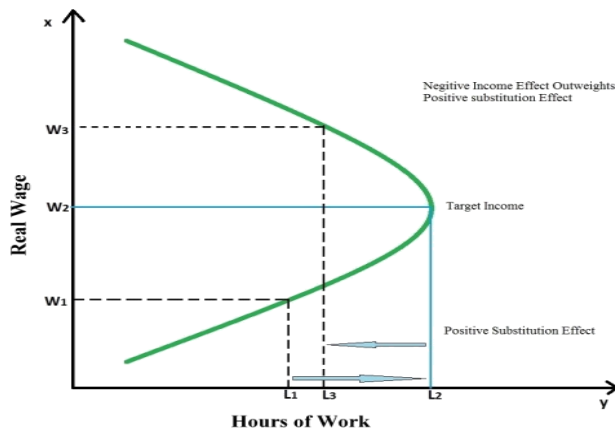 x
Negitive Income Effect Outweights
Positive substitution Effect
W3
Real Wage
W2
Target Income
W1
Positive Substitution Effect
L1
L3
L2
y
Hours of Work